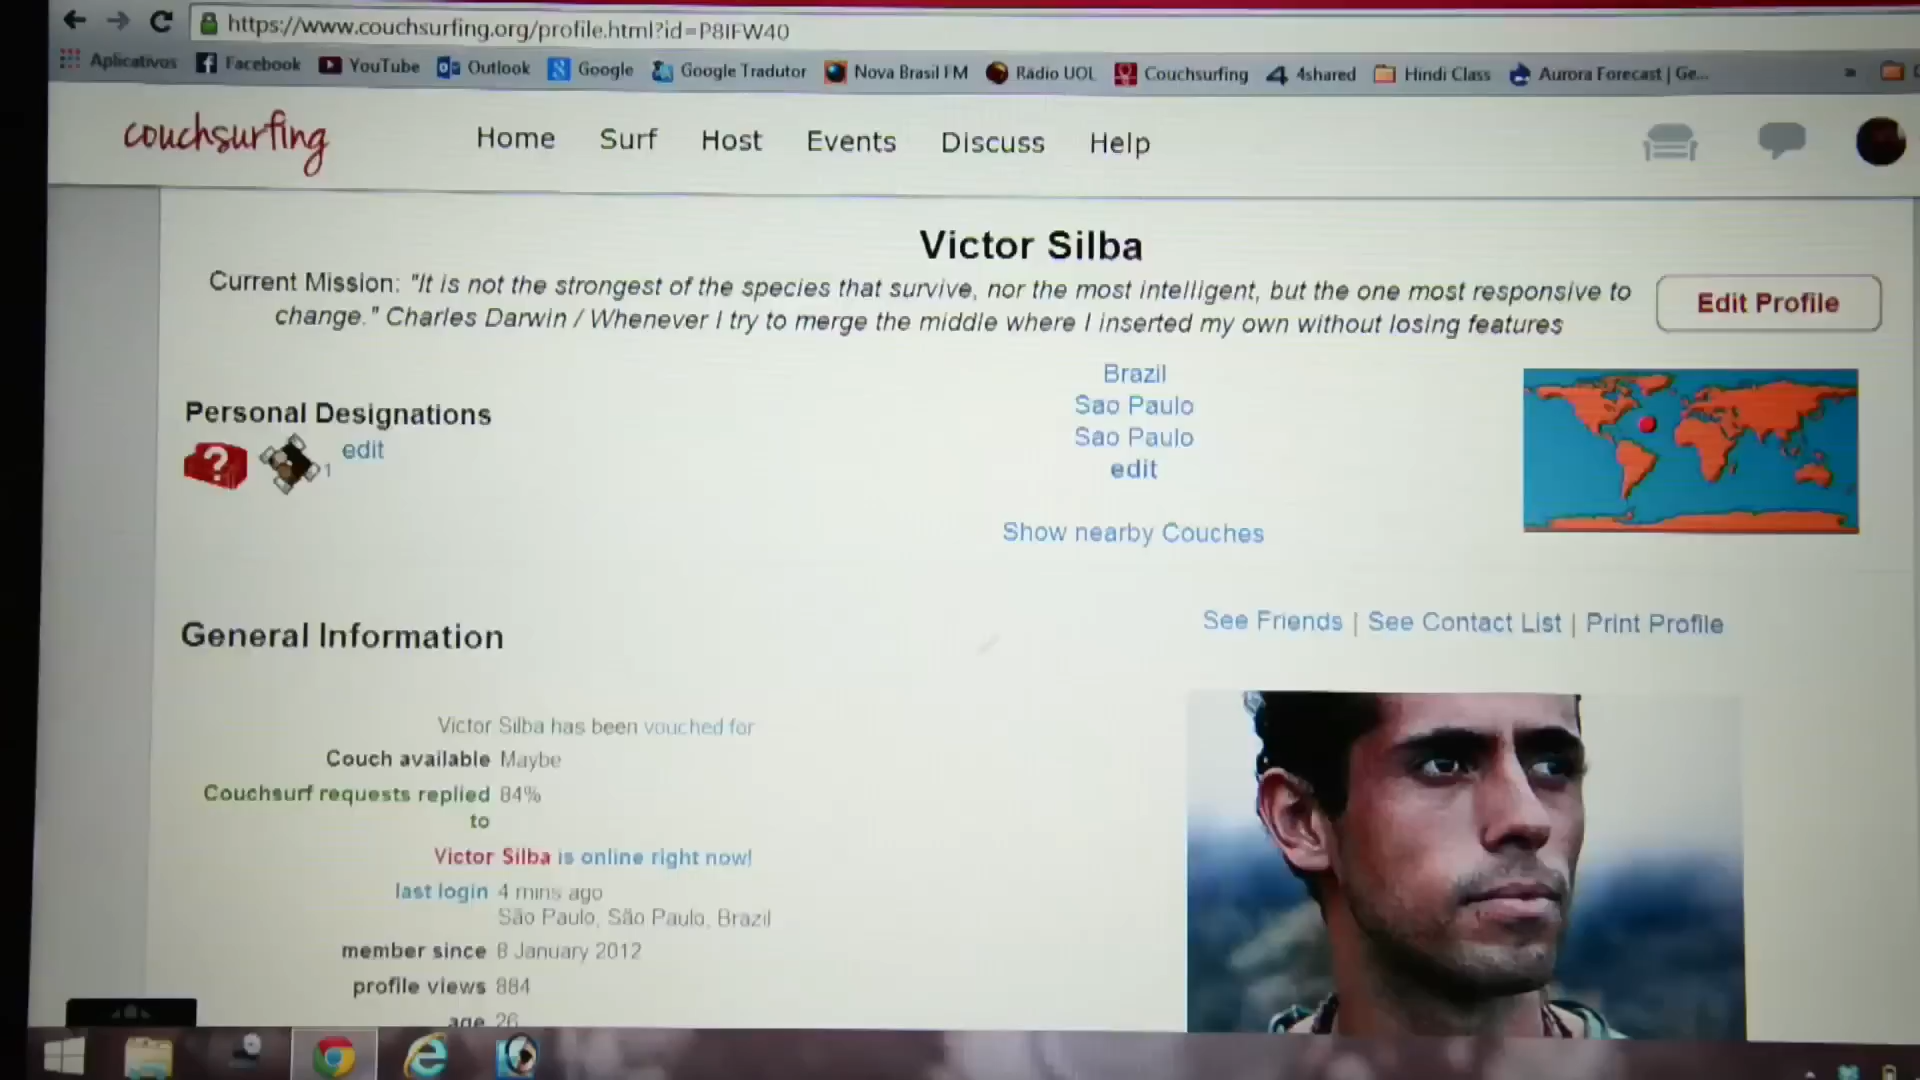 https://www.couchsurfing.org/profile.html?id=P8IFW40
Aplicativos Facebook YouTube Outlook Google Google Tradutor Nova Brasil FM Rádio UOL Couchsurfing 4shared Hindi Class Aurora Forecast | Ge...
couchsurfing Home Surf Host Events Discuss Help
Victor Silba
Current Mission: "It is not the strongest of the species that survive, nor the most intelligent, but the one most responsive to
change." Charles Darwin / Whenever I try to merge the middle where I inserted my own without losing features
Edit Profile
Brazil
Sao Paulo
Sao Paulo
edit
Personal Designations
? 1 edit
Show nearby Couches
See Friends | See Contact List | Print Profile
General Information
Victor Silba has been vouched for
Couch available Maybe
Couchsurf requests replied 84%
to
Victor Silba is online right now!
last login 4 mins ago
São Paulo, São Paulo, Brazil
member since 8 January 2012
profile views 884
age 26